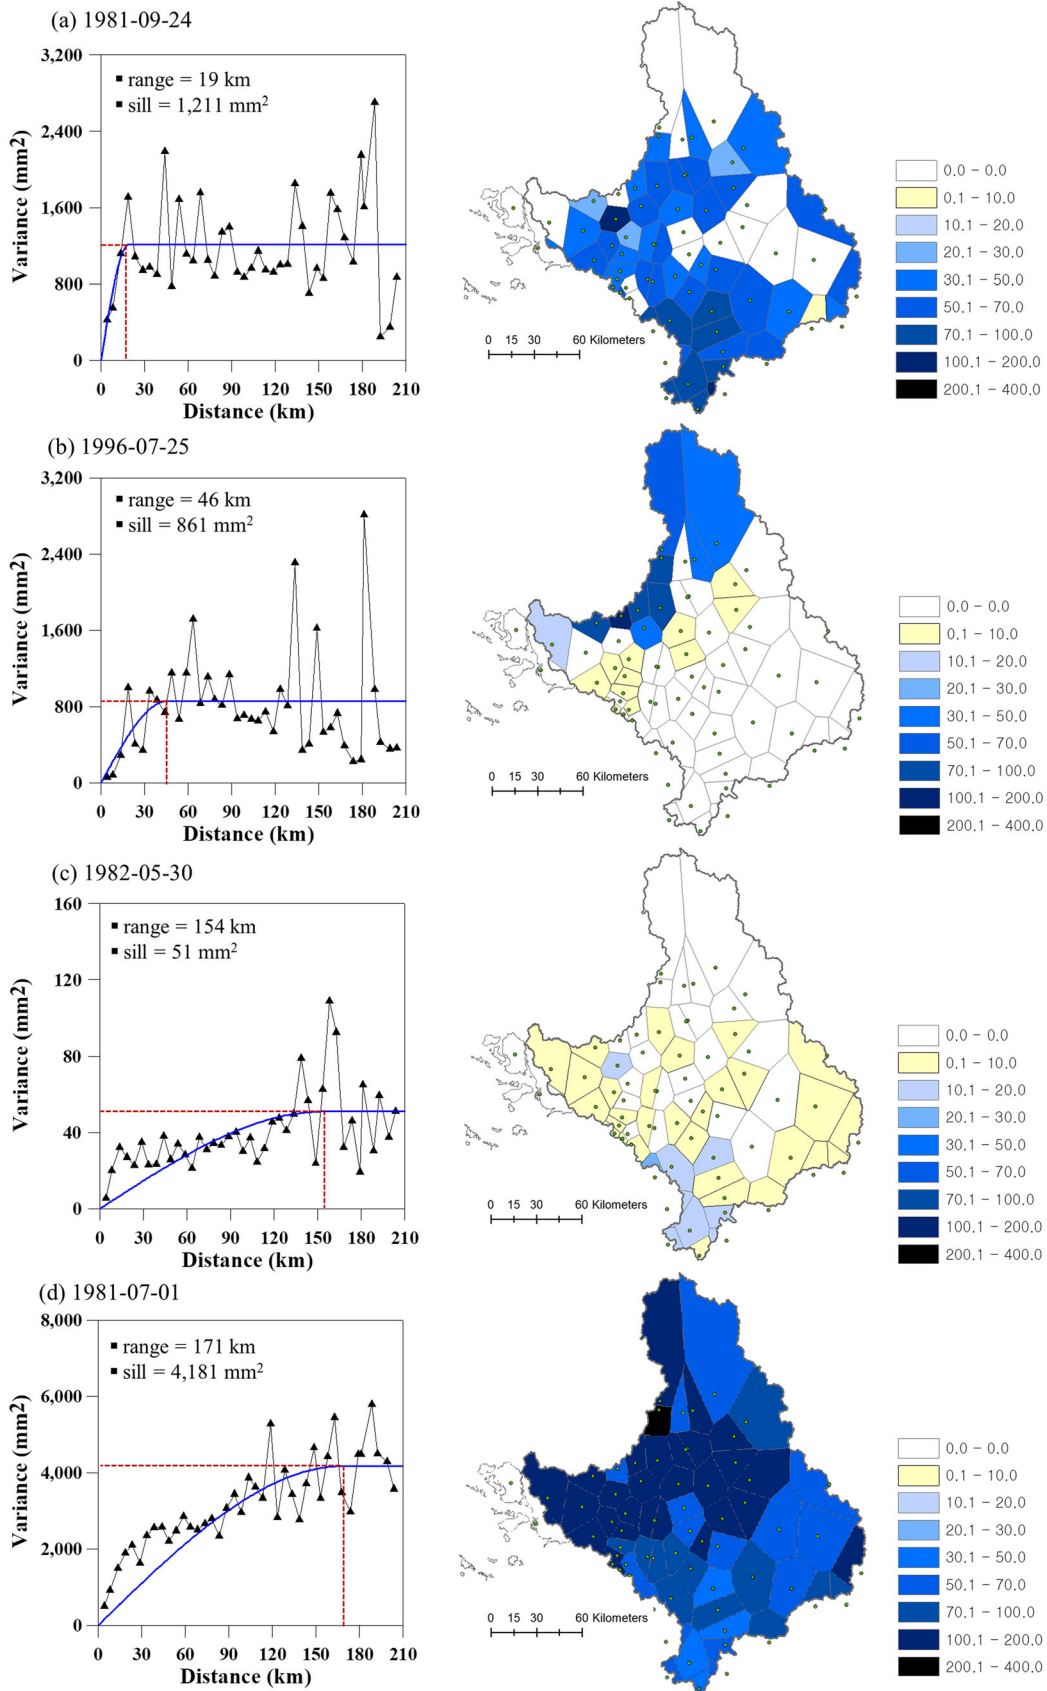 (a) 1981-09-24
3,200
2,400
1,600
800
0
Variance (mm2)
▪ range = 19 km
▪ sill = 1,211 mm²
0 30 60 90 120 150 180 210
Distance (km)
0 15 30 60 Kilometers
0.0 – 0.0
0.1 – 10.0
10.1 – 20.0
20.1 – 30.0
30.1 – 50.0
50.1 – 70.0
70.1 – 100.0
100.1 – 200.0
200.1 – 400.0
(b) 1996-07-25
3,200
2,400
1,600
800
0
Variance (mm2)
▪ range = 46 km
▪ sill = 861 mm²
0 30 60 90 120 150 180 210
Distance (km)
0 15 30 60 Kilometers
0.0 – 0.0
0.1 – 10.0
10.1 – 20.0
20.1 – 30.0
30.1 – 50.0
50.1 – 70.0
70.1 – 100.0
100.1 – 200.0
200.1 – 400.0
(c) 1982-05-30
160
120
80
40
0
Variance (mm2)
▪ range = 154 km
▪ sill = 51 mm²
0 30 60 90 120 150 180 210
Distance (km)
0 15 30 60 Kilometers
0.0 – 0.0
0.1 – 10.0
10.1 – 20.0
20.1 – 30.0
30.1 – 50.0
50.1 – 70.0
70.1 – 100.0
100.1 – 200.0
200.1 – 400.0
(d) 1981-07-01
8,000
6,000
4,000
2,000
0
Variance (mm2)
▪ range = 171 km
▪ sill = 4,181 mm²
0 30 60 90 120 150 180 210
Distance (km)
0 15 30 60 Kilometers
0.0 – 0.0
0.1 – 10.0
10.1 – 20.0
20.1 – 30.0
30.1 – 50.0
50.1 – 70.0
70.1 – 100.0
100.1 – 200.0
200.1 – 400.0